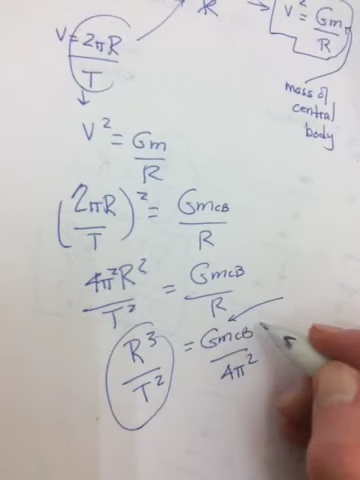 V = 2πR/T
R
V² = Gm/R
mass of
central
body
V² = Gm/R
(2πR/T)² = GmCB/R
4π²R²/T² = GmCB/R
R³/T² = GmCB/4π²